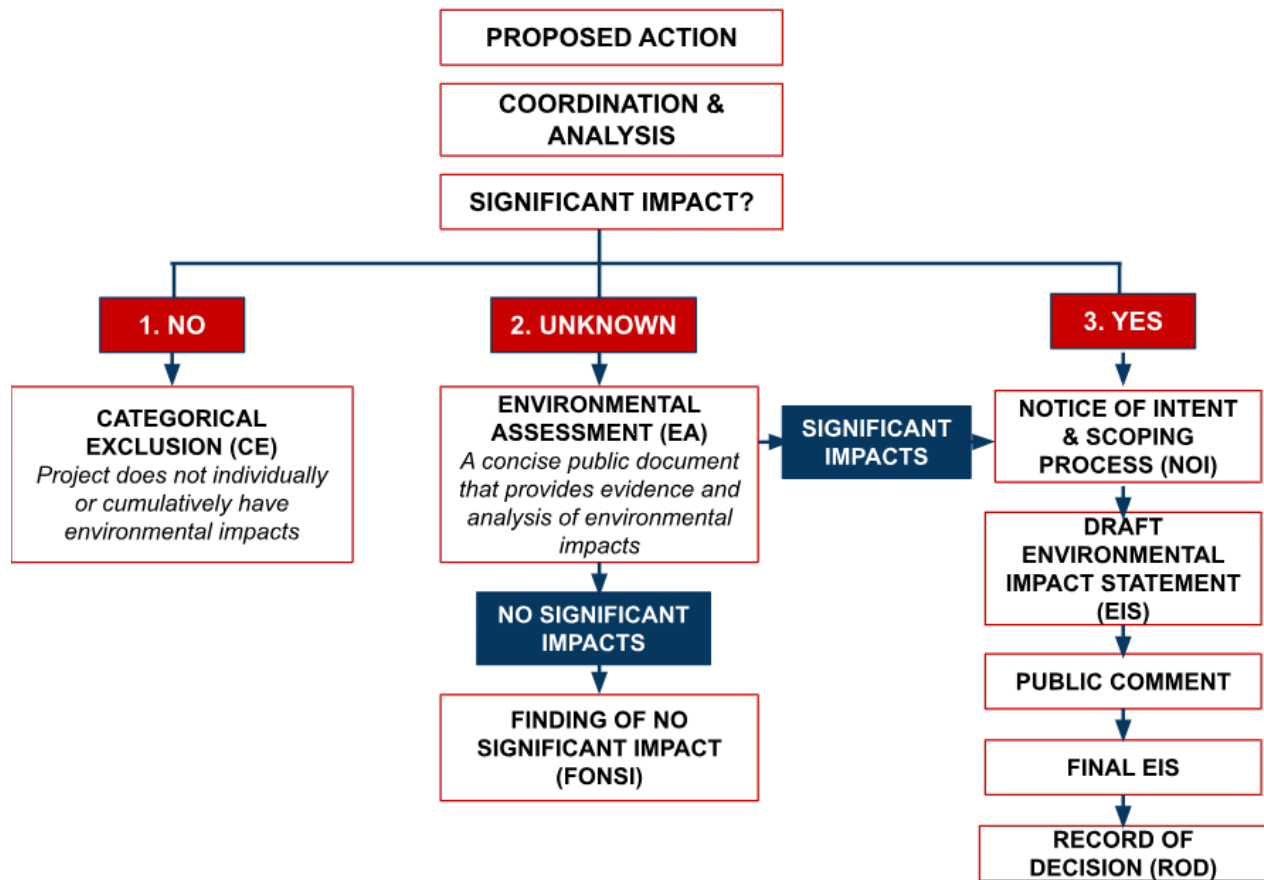 PROPOSED ACTION
COORDINATION &
ANALYSIS
SIGNIFICANT IMPACT?
1. NO
2. UNKNOWN
3. YES
CATEGORICAL
EXCLUSION (CE)
Project does not individually
or cumulatively have
environmental impacts
ENVIRONMENTAL
ASSESSMENT (EA)
A concise public document
that provides evidence and
analysis of environmental
impacts
SIGNIFICANT
IMPACTS
NOTICE OF INTENT
& SCOPING
PROCESS (NOI)
NO SIGNIFICANT
IMPACTS
FINDING OF NO
SIGNIFICANT IMPACT
(FONSI)
DRAFT
ENVIRONMENTAL
IMPACT STATEMENT
(EIS)
PUBLIC COMMENT
FINAL EIS
RECORD OF
DECISION (ROD)